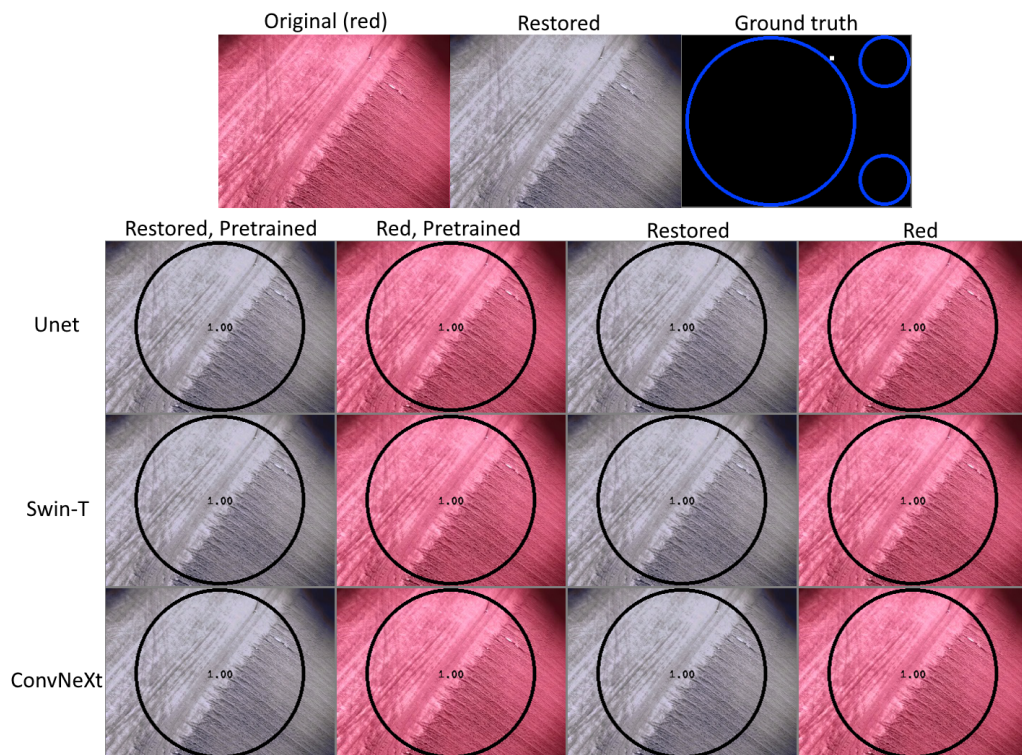 Original (red) Restored Ground truth
Restored, Pretrained Red, Pretrained Restored Red
Unet 1.00 1.00 1.00 1.00
Swin-T 1.00 1.00 1.00 1.00
ConvNeXt 1.00 1.00 1.00 1.00